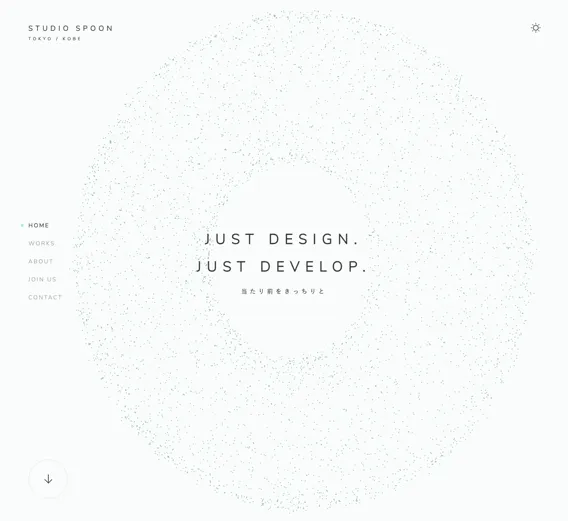 STUDIO SPOON
TOKYO / KOBE
HOME
WORKS
ABOUT
JOIN US
CONTACT
JUST DESIGN.
JUST DEVELOP.
当たり前をきっちりと